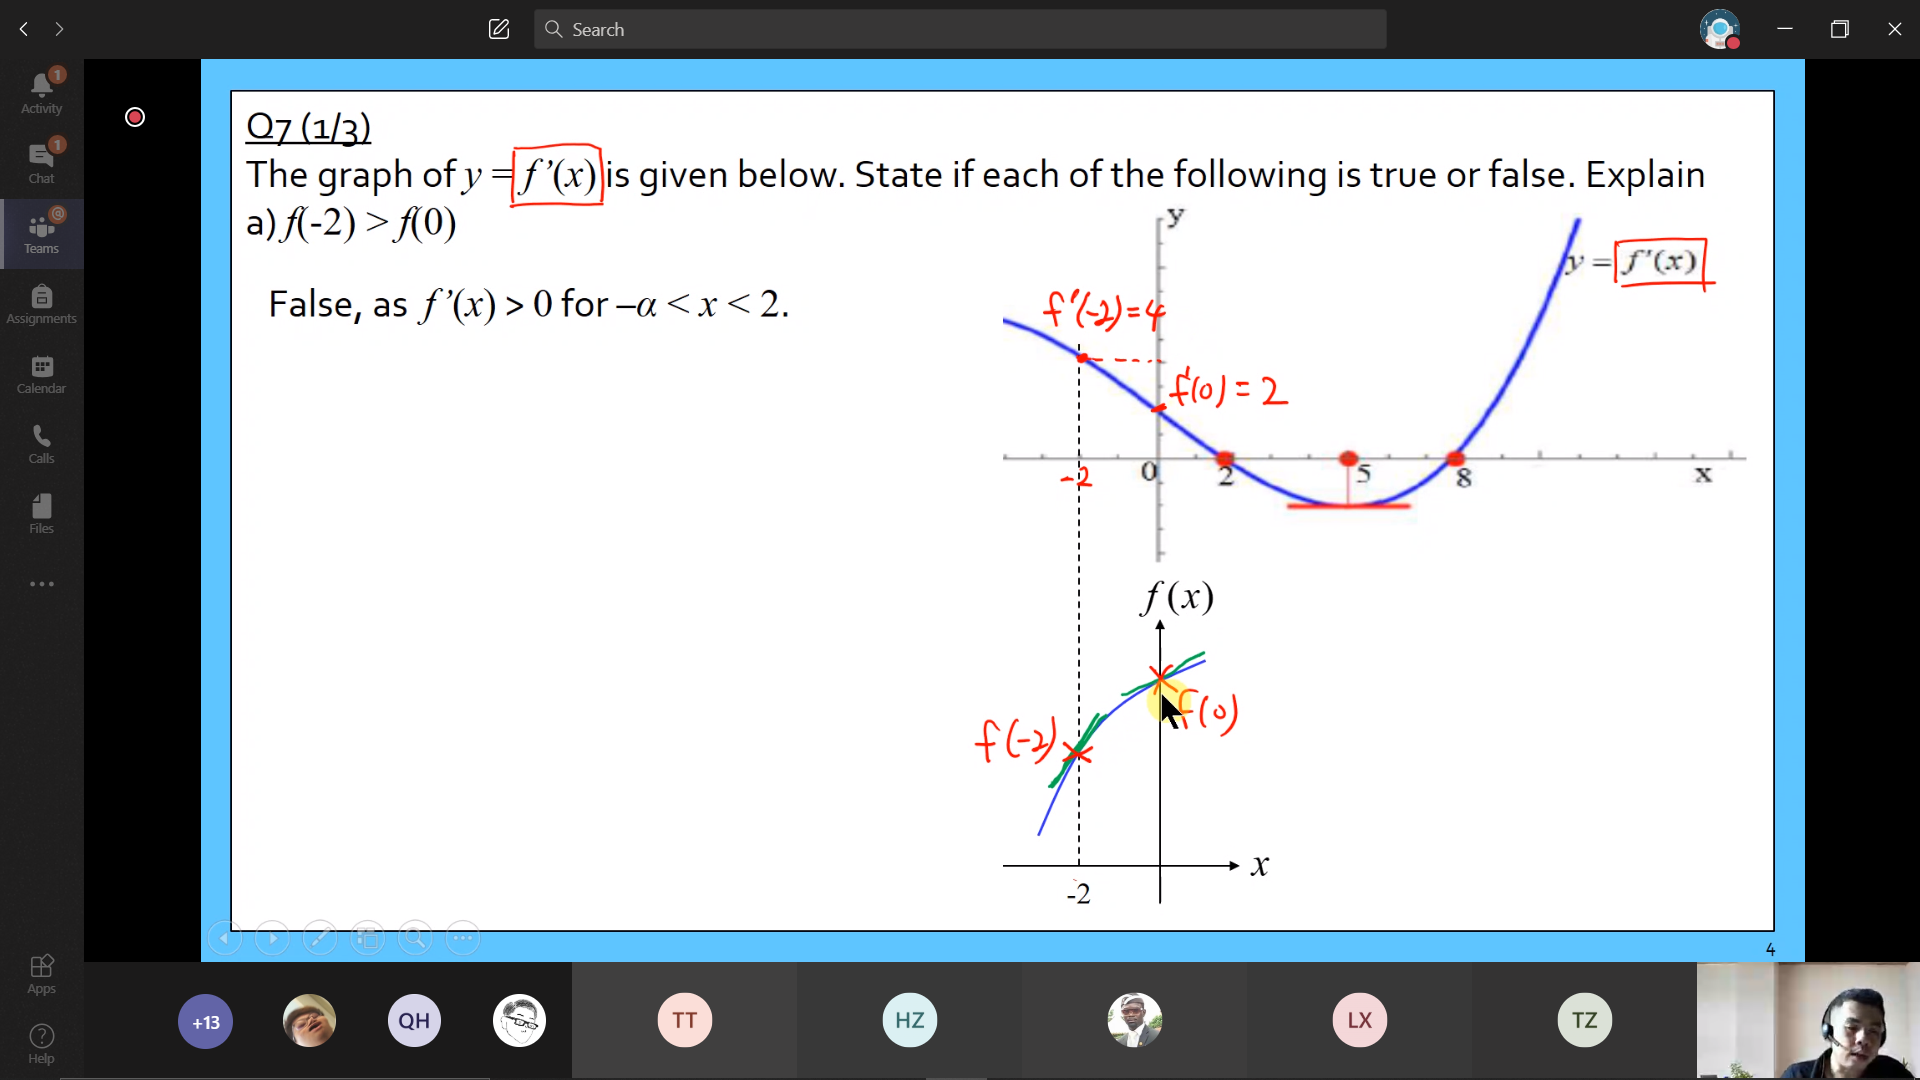 Search
1
Activity
1
Chat
@
Teams
Assignments
Calendar
Calls
Files
Apps
?
Help
Q7 (1/3)
The graph of y = f’(x) is given below. State if each of the following is true or false. Explain
a) f(-2) > f(0)
False, as f’(x) > 0 for –α < x < 2.
y
y = f'(x)
f'(-2)=4
f'(0) = 2
-2
0
2
5
8
x
f (x)
f(0)
f(-2)
x
-2
4
+13
QH
TT
HZ
LX
TZ